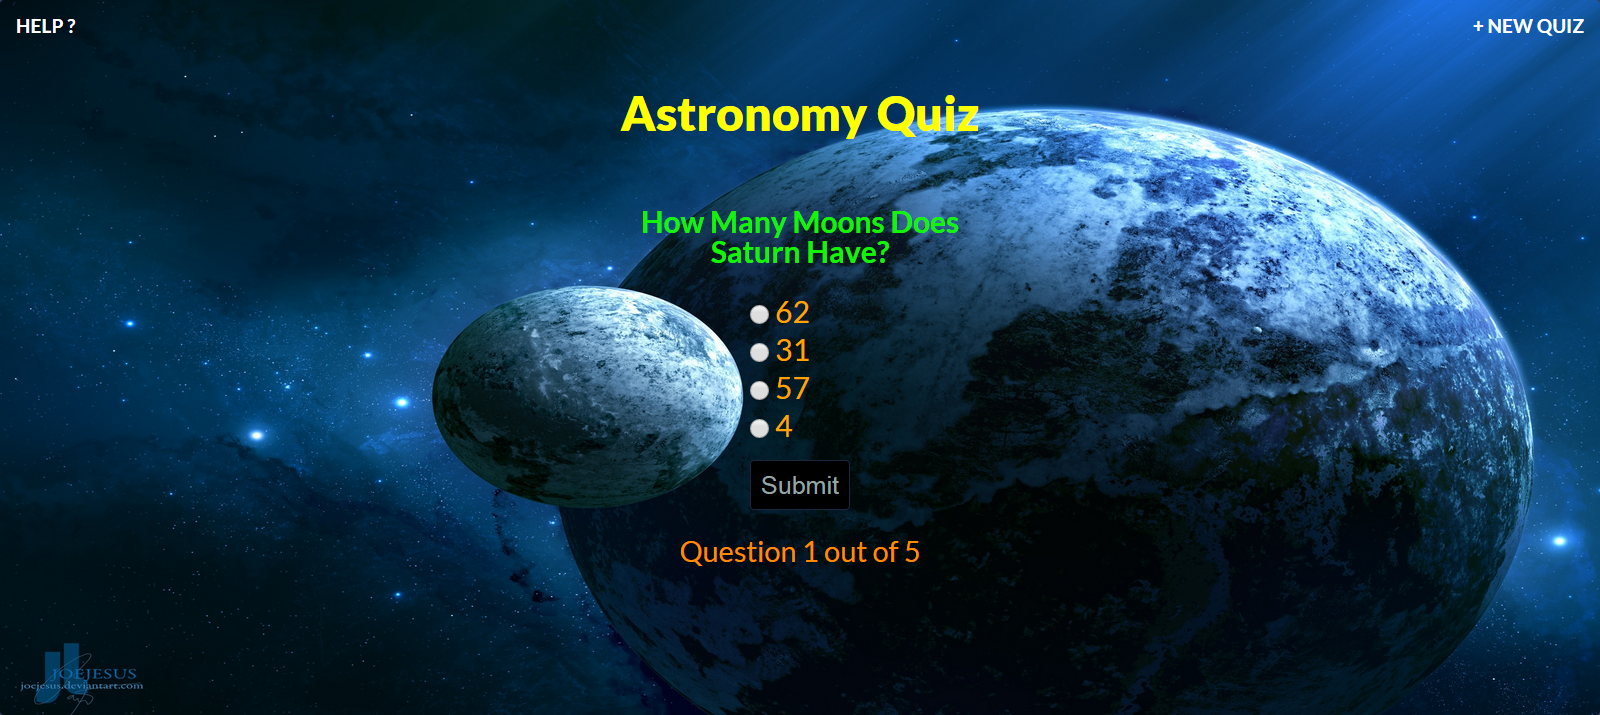 HELP ?
+ NEW QUIZ
Astronomy Quiz
How Many Moons Does
Saturn Have?
62
31
57
4
Submit
Question 1 out of 5
JOEJESUS
joejesus.deviantart.com